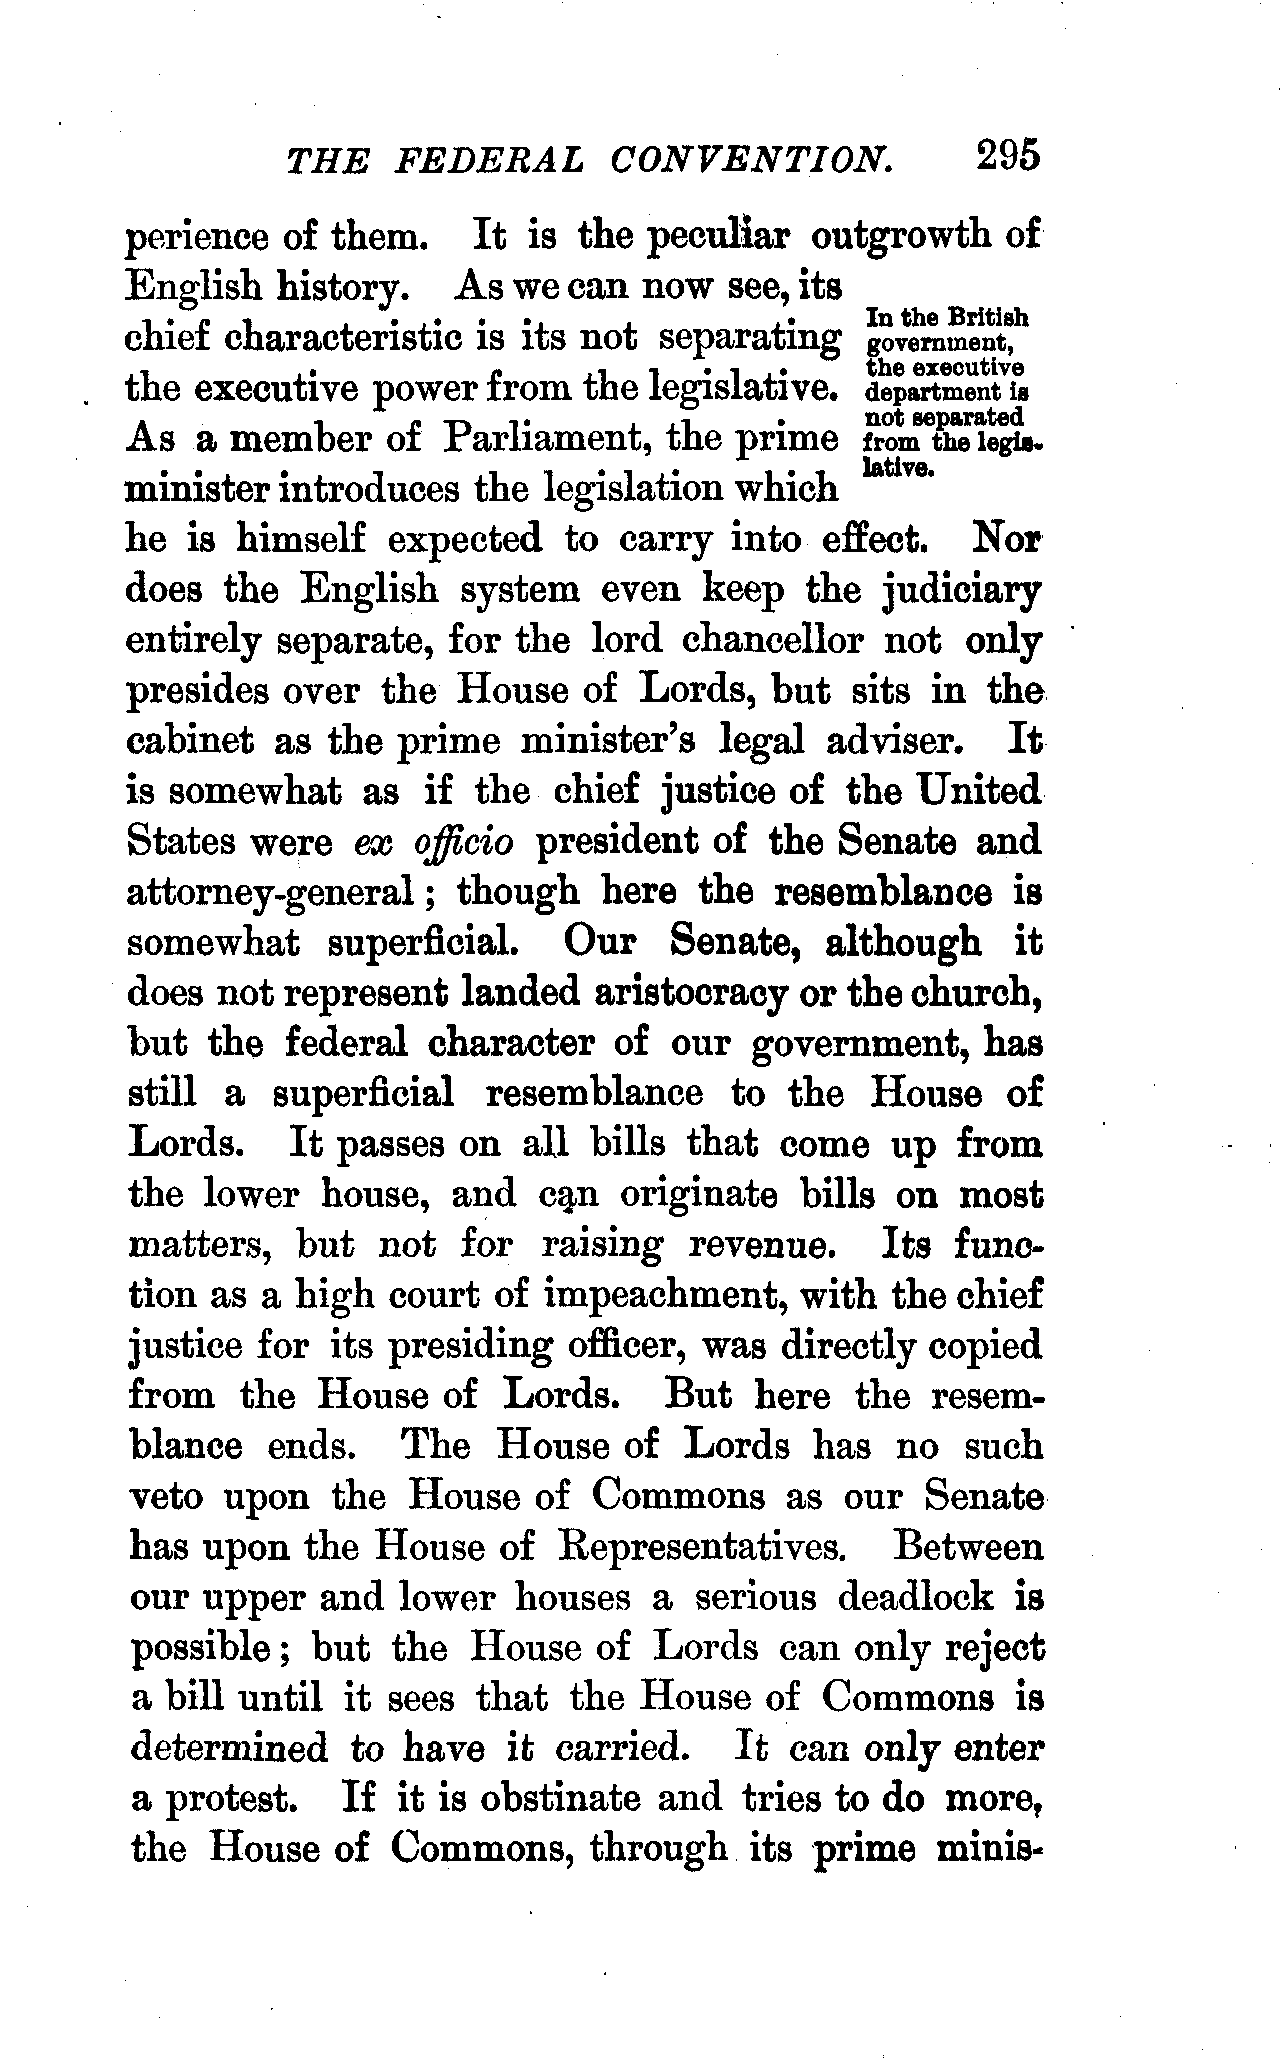 THE FEDERAL CONVENTION. 295
perience of them. It is the peculiar outgrowth of
English history. As we can now see, its
chief characteristic is its not separating
the executive power from the legislative.
As a member of Parliament, the prime
minister introduces the legislation which
In the British
government,
the executive
department is
not separated
from the legis-
lative.
he is himself expected to carry into effect. Nor
does the English system even keep the judiciary
entirely separate, for the lord chancellor not only
presides over the House of Lords, but sits in the
cabinet as the prime minister's legal adviser. It
is somewhat as if the chief justice of the United
States were ex officio president of the Senate and
attorney-general; though here the resemblance is
somewhat superficial. Our Senate, although it
does not represent landed aristocracy or the church,
but the federal character of our government, has
still a superficial resemblance to the House of
Lords. It passes on all bills that come up from
the lower house, and can originate bills on most
matters, but not for raising revenue. Its func-
tion as a high court of impeachment, with the chief
justice for its presiding officer, was directly copied
from the House of Lords. But here the resem-
blance ends. The House of Lords has no such
veto upon the House of Commons as our Senate
has upon the House of Representatives. Between
our upper and lower houses a serious deadlock is
possible; but the House of Lords can only reject
a bill until it sees that the House of Commons is
determined to have it carried. It can only enter
a protest. If it is obstinate and tries to do more,
the House of Commons, through its prime minis-